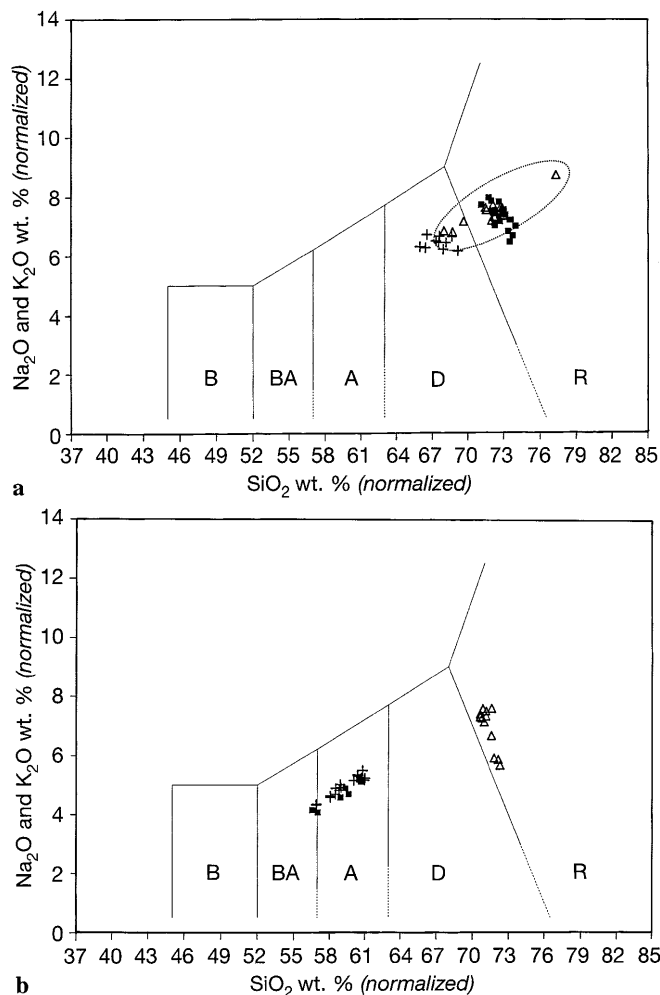 14
12
10
8
6
4
2
0
Na₂O and K₂O wt. % (normalized)
B BA A D R
37 40 43 46 49 52 55 58 61 64 67 70 73 76 79 82 85
SiO₂ wt. % (normalized)
a
14
12
10
8
6
4
2
0
Na₂O and K₂O wt. % (normalized)
B BA A D R
37 40 43 46 49 52 55 58 61 64 67 70 73 76 79 82 85
SiO₂ wt. % (normalized)
b